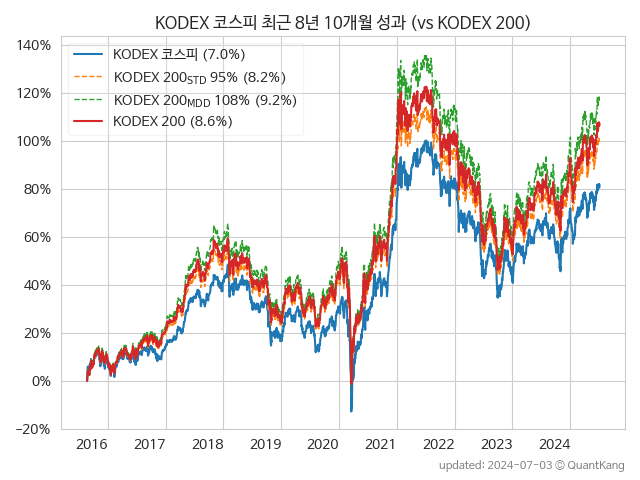 KODEX 코스피 최근 8년 10개월 성과 (vs KODEX 200)
140%
120%
100%
80%
60%
40%
20%
0%
−20%
KODEX 코스피 (7.0%)
KODEX 200STD 95% (8.2%)
KODEX 200MDD 108% (9.2%)
KODEX 200 (8.6%)
2016 2017 2018 2019 2020 2021 2022 2023 2024
updated: 2024-07-03 © QuantKang